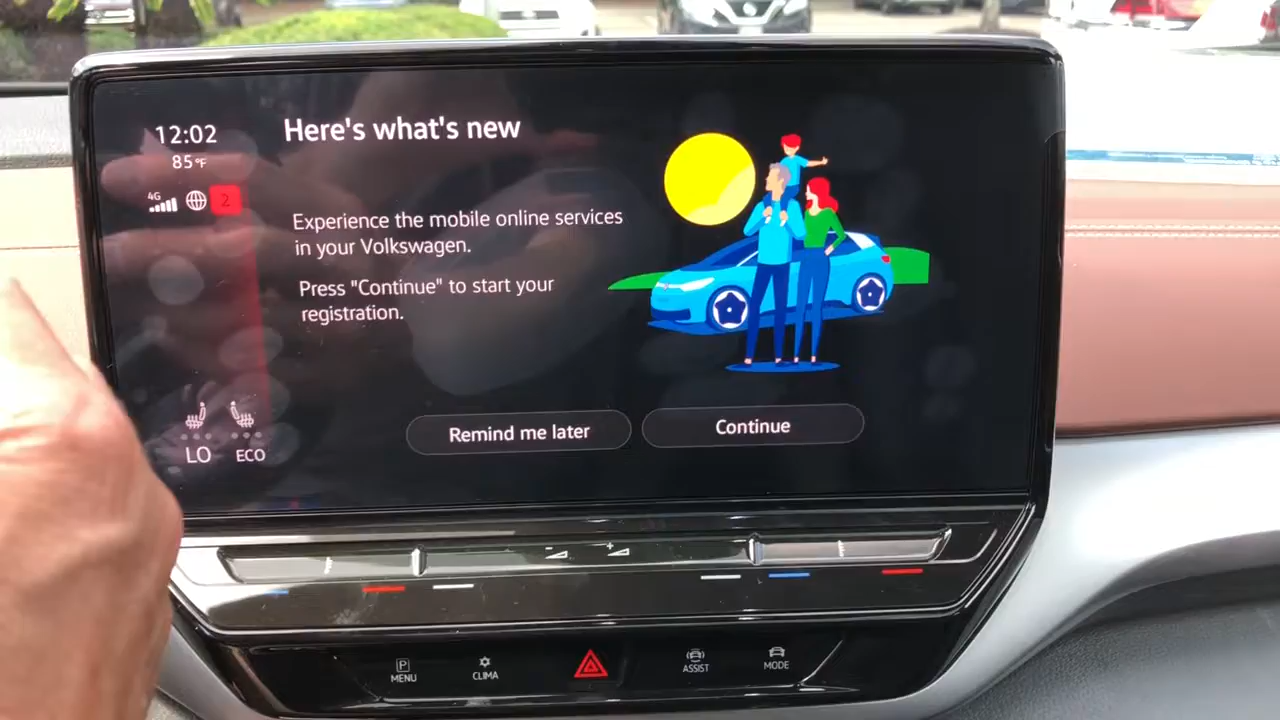 12:02
85°F
4G
2
Here's what's new
Experience the mobile online services
in your Volkswagen.
Press "Continue" to start your
registration.
Remind me later
Continue
LO
ECO
P
MENU
CLIMA
ASSIST
MODE